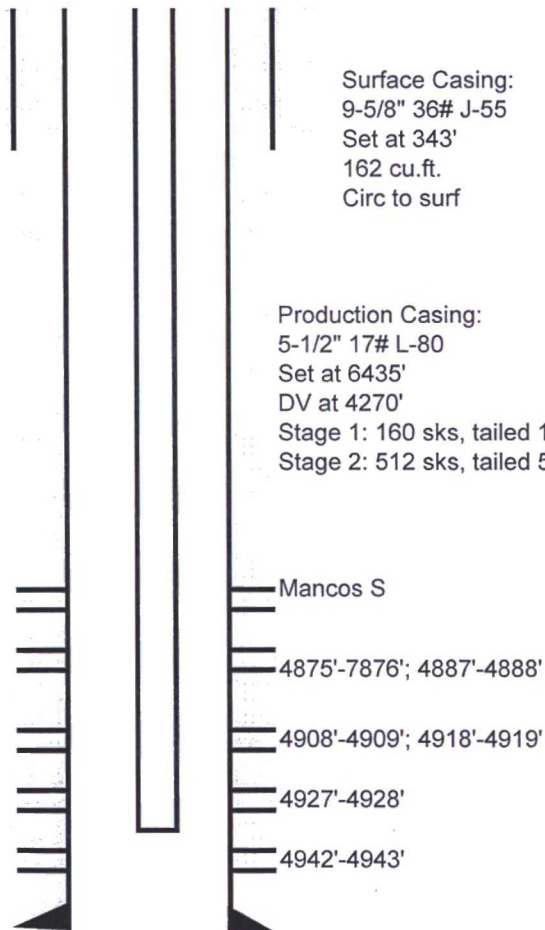 Surface Casing:
9-5/8" 36# J-55
Set at 343'
162 cu.ft.
Circ to surf
Production Casing:
5-1/2" 17# L-80
Set at 6435'
DV at 4270'
Stage 1: 160 sks, tailed 1
Stage 2: 512 sks, tailed 5
Mancos S
4875'-7876'; 4887'-4888'
4908'-4909'; 4918'-4919'
4927'-4928'
4942'-4943'